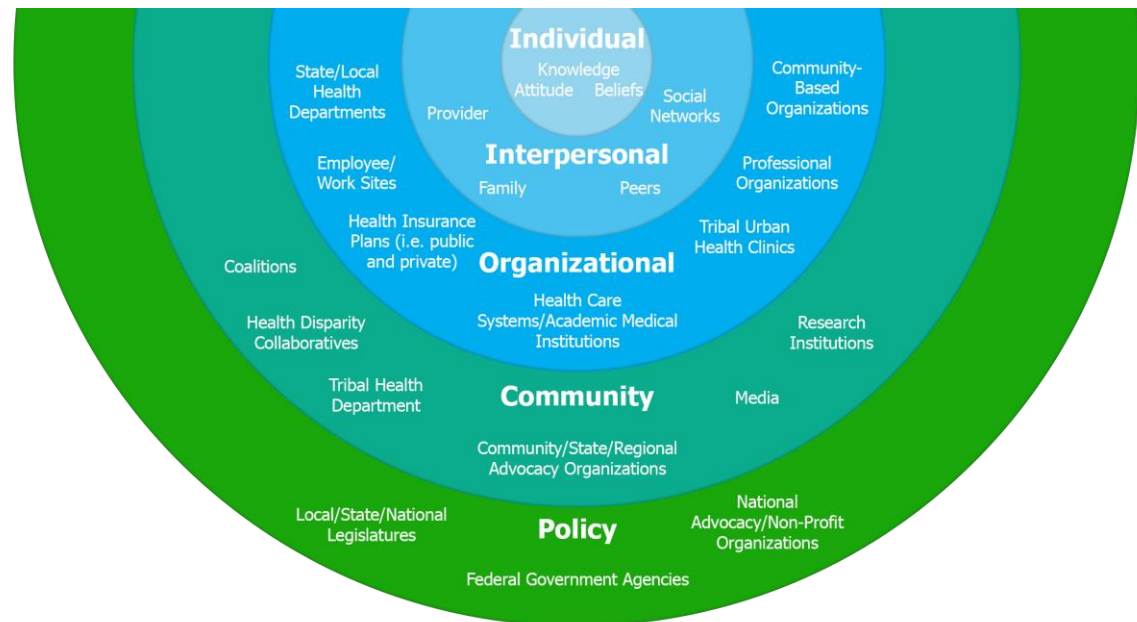 Individual
Knowledge
Attitude Beliefs
Provider
Social
Networks
Interpersonal
Family
Peers
State/Local
Health
Departments
Community-
Based
Organizations
Employee/
Work Sites
Professional
Organizations
Health Insurance
Plans (i.e. public
and private)
Tribal Urban
Health Clinics
Organizational
Health Care
Systems/Academic Medical
Institutions
Coalitions
Health Disparity
Collaboratives
Research
Institutions
Tribal Health
Department
Community
Media
Community/State/Regional
Advocacy Organizations
Local/State/National
Legislatures
Policy
National
Advocacy/Non-Profit
Organizations
Federal Government Agencies